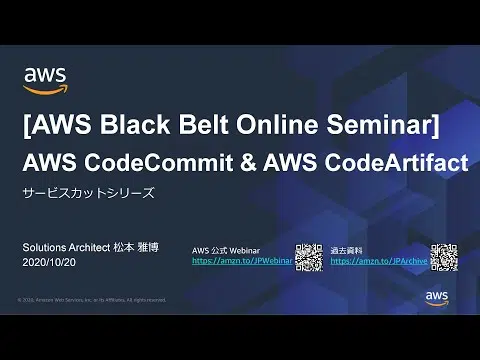 aws
[AWS Black Belt Online Seminar]
AWS CodeCommit & AWS CodeArtifact
サービスカットシリーズ
Solutions Architect 松本 雅博
2020/10/20
AWS 公式 Webinar
https://amzn.to/JPWebinar
過去資料
https://amzn.to/JPArchive
© 2020, Amazon Web Services, Inc. or its Affiliates. All rights reserved.
aws